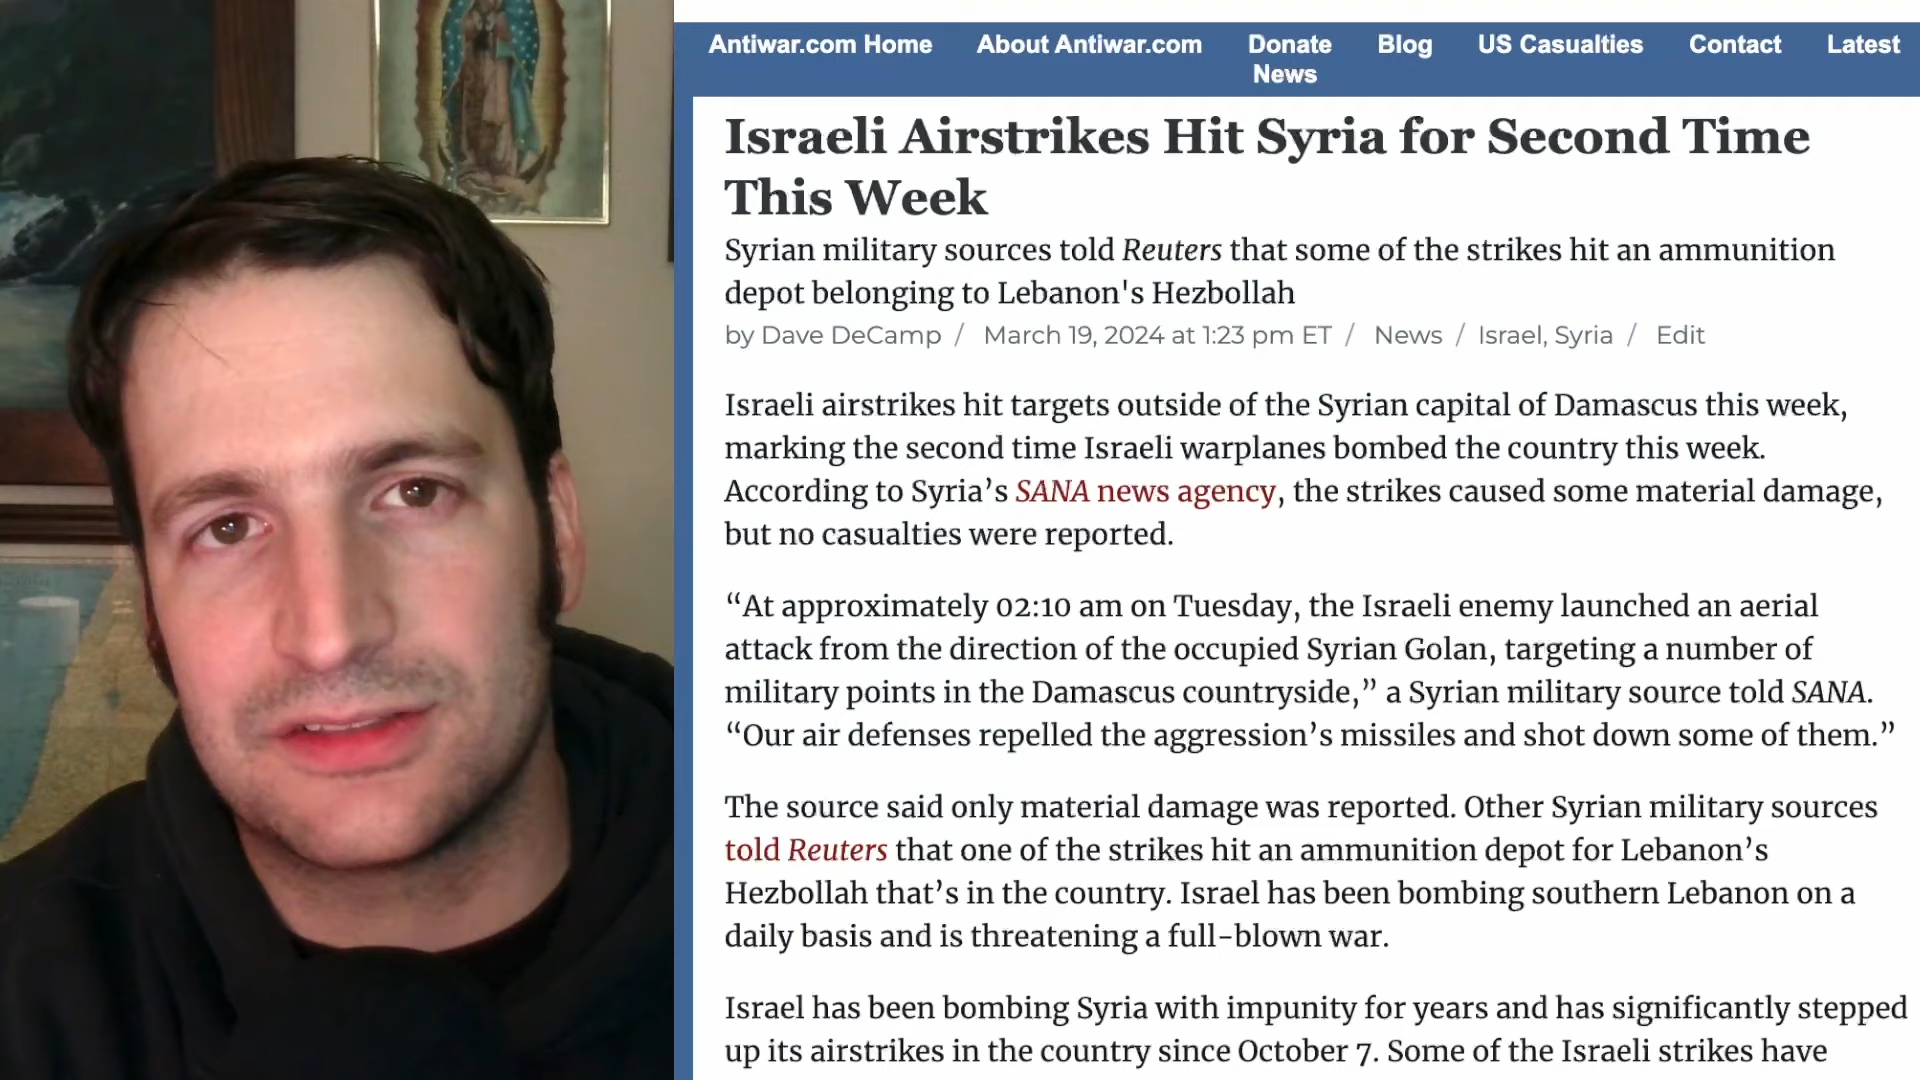 Antiwar.com Home About Antiwar.com Donate Blog US Casualties Contact Latest
News
Israeli Airstrikes Hit Syria for Second Time
This Week
Syrian military sources told Reuters that some of the strikes hit an ammunition
depot belonging to Lebanon's Hezbollah
by Dave DeCamp / March 19, 2024 at 1:23 pm ET / News / Israel, Syria / Edit
Israeli airstrikes hit targets outside of the Syrian capital of Damascus this week,
marking the second time Israeli warplanes bombed the country this week.
According to Syria’s SANA news agency, the strikes caused some material damage,
but no casualties were reported.
“At approximately 02:10 am on Tuesday, the Israeli enemy launched an aerial
attack from the direction of the occupied Syrian Golan, targeting a number of
military points in the Damascus countryside,” a Syrian military source told SANA.
“Our air defenses repelled the aggression’s missiles and shot down some of them.”
The source said only material damage was reported. Other Syrian military sources
told Reuters that one of the strikes hit an ammunition depot for Lebanon’s
Hezbollah that’s in the country. Israel has been bombing southern Lebanon on a
daily basis and is threatening a full-blown war.
Israel has been bombing Syria with impunity for years and has significantly stepped
up its airstrikes in the country since October 7. Some of the Israeli strikes have